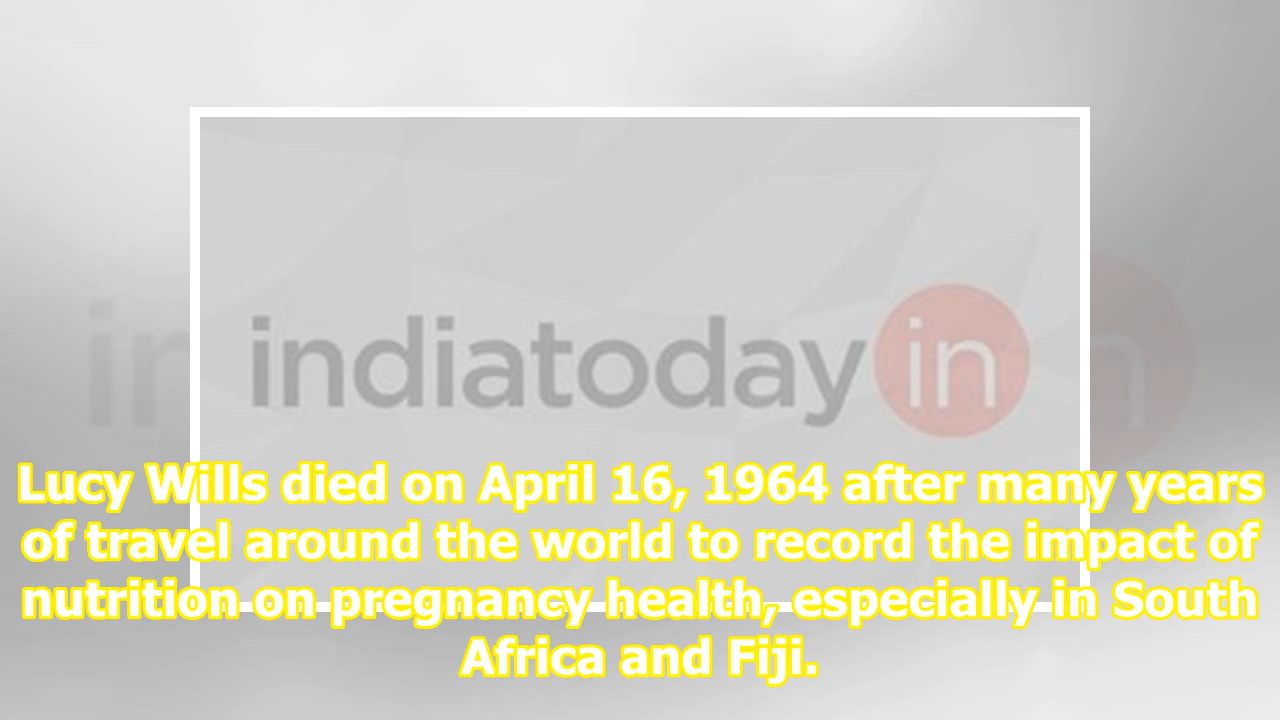 indiatoday in
in n
Lucy Wills died on April 16, 1964 after many years
of travel around the world to record the impact of
nutrition on pregnancy health, especially in South
Africa and Fiji.